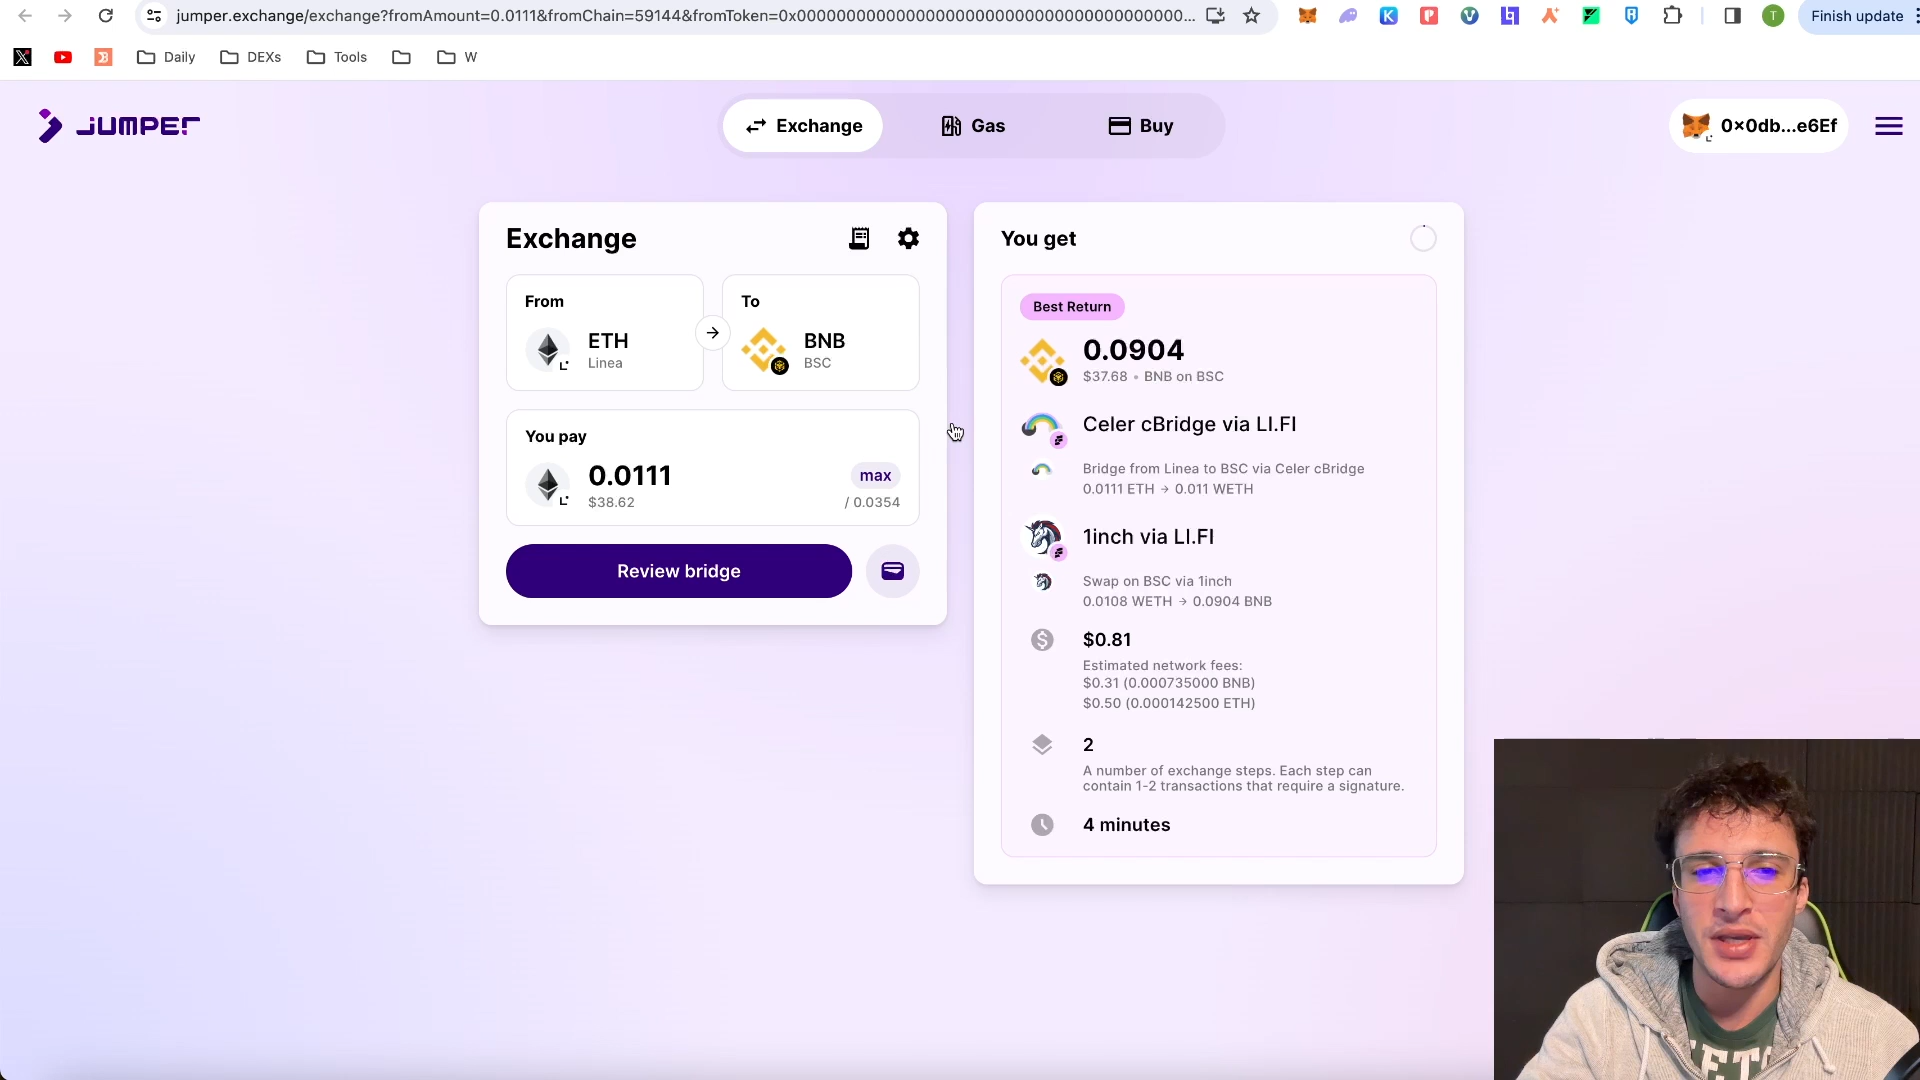 jumper.exchange/exchange?fromAmount=0.0111&fromChain=59144&fromToken=0x00000000000000000000000000000000000000...
Finish update
Daily
DEXs
Tools
W
JUMPER
Exchange
Gas
Buy
0x0db...e6Ef
Exchange
From
ETH
Linea
To
BNB
BSC
You pay
0.0111
$38.62
max
/ 0.0354
Review bridge
You get
Best Return
0.0904
$37.68 • BNB on BSC
Celer cBridge via LI.FI
Bridge from Linea to BSC via Celer cBridge
0.0111 ETH → 0.011 WETH
1inch via LI.FI
Swap on BSC via 1inch
0.0108 WETH → 0.0904 BNB
$0.81
Estimated network fees:
$0.31 (0.000735000 BNB)
$0.50 (0.000142500 ETH)
2
A number of exchange steps. Each step can
contain 1-2 transactions that require a signature.
4 minutes